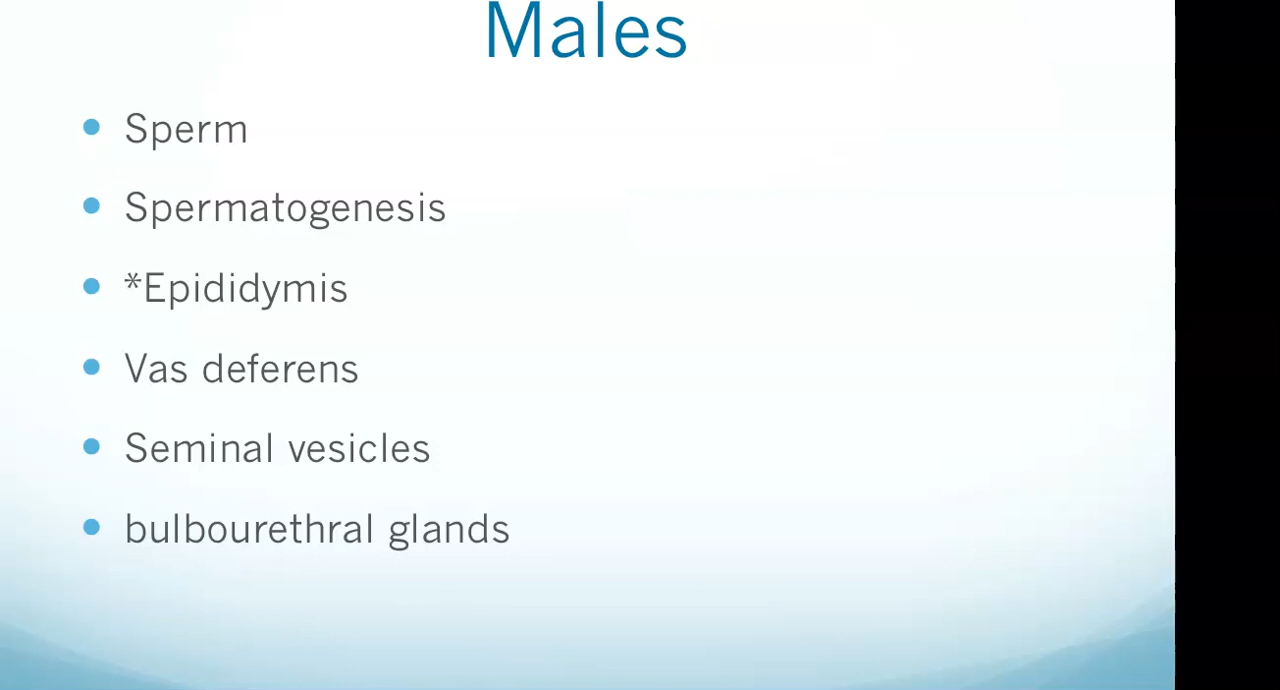 Males
• Sperm
• Spermatogenesis
• *Epididymis
• Vas deferens
• Seminal vesicles
• bulbourethral glands